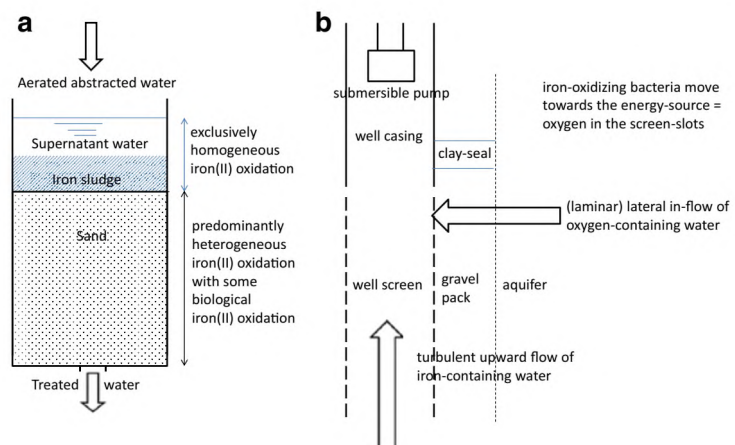 a
Aerated abstracted water
Supernatant water
Iron sludge
Sand
Treated water
exclusively
homogeneous
iron(II) oxidation
predominantly
heterogeneous
iron(II) oxidation
with some
biological
iron(II) oxidation
b
submersible pump
well casing
clay-seal
iron-oxidizing bacteria move
towards the energy-source =
oxygen in the screen-slots
(laminar) lateral in-flow of
oxygen-containing water
well screen
gravel
pack
aquifer
turbulent upward flow of
iron-containing water